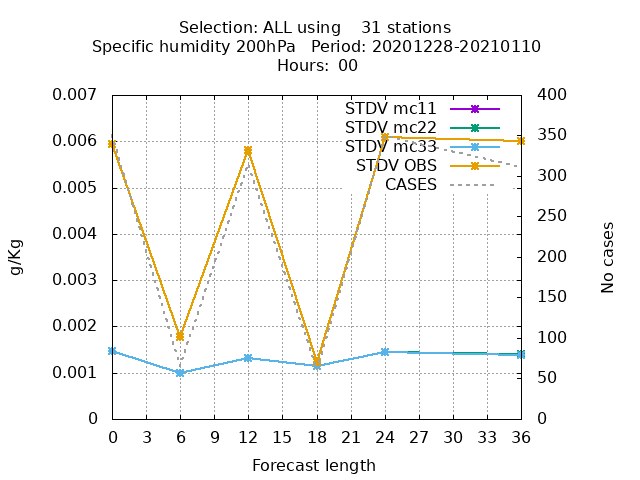 Selection: ALL using    31 stations
Specific humidity 200hPa   Period: 20201228-20210110
Hours: 00
0.007
0.006
0.005
0.004
0.003
0.002
0.001
0
g/Kg
STDV mc11
STDV mc22
STDV mc33
STDV OBS
CASES
400
350
300
250
200
150
100
50
0
No cases
0 3 6 9 12 15 18 21 24 27 30 33 36
Forecast length